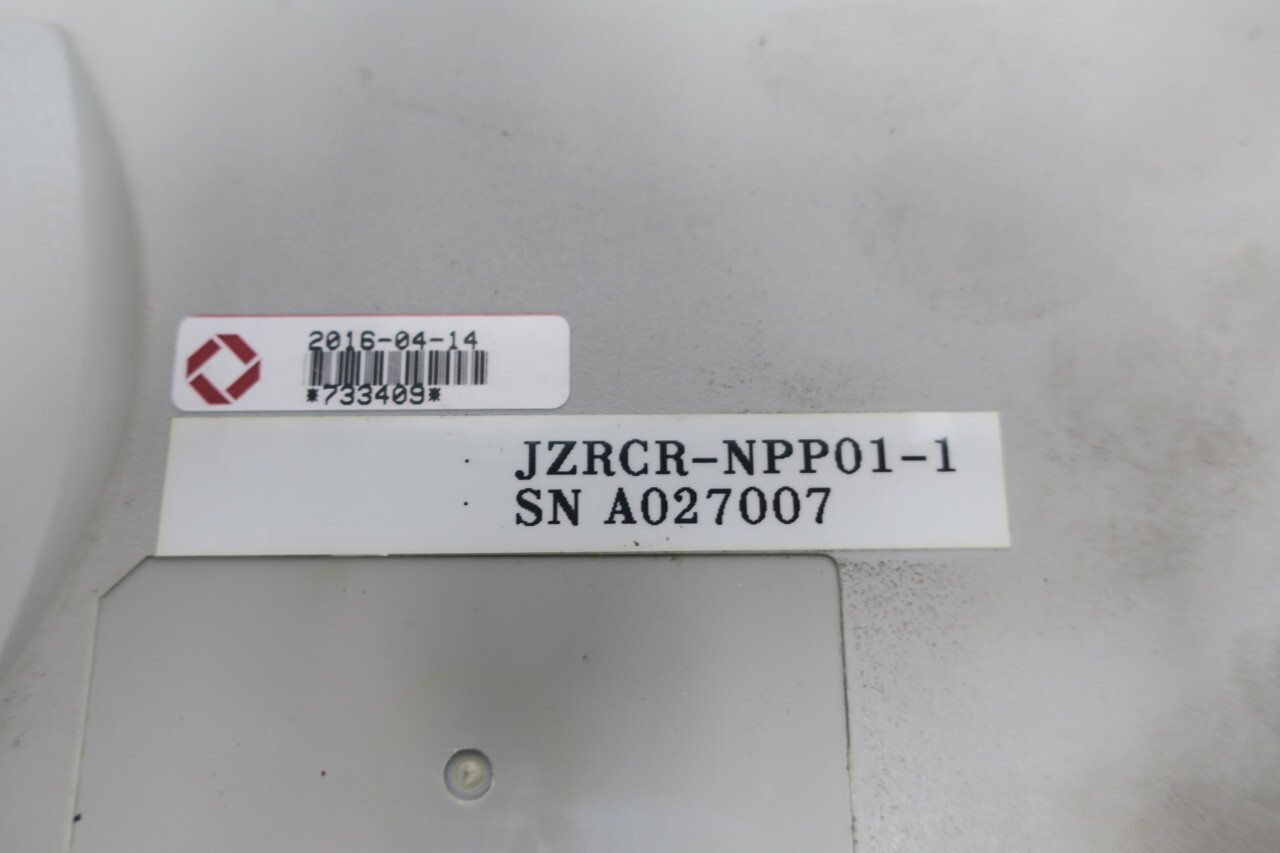 2016-04-14
*733409*
JZRCR-NPP01-1
SN A027007